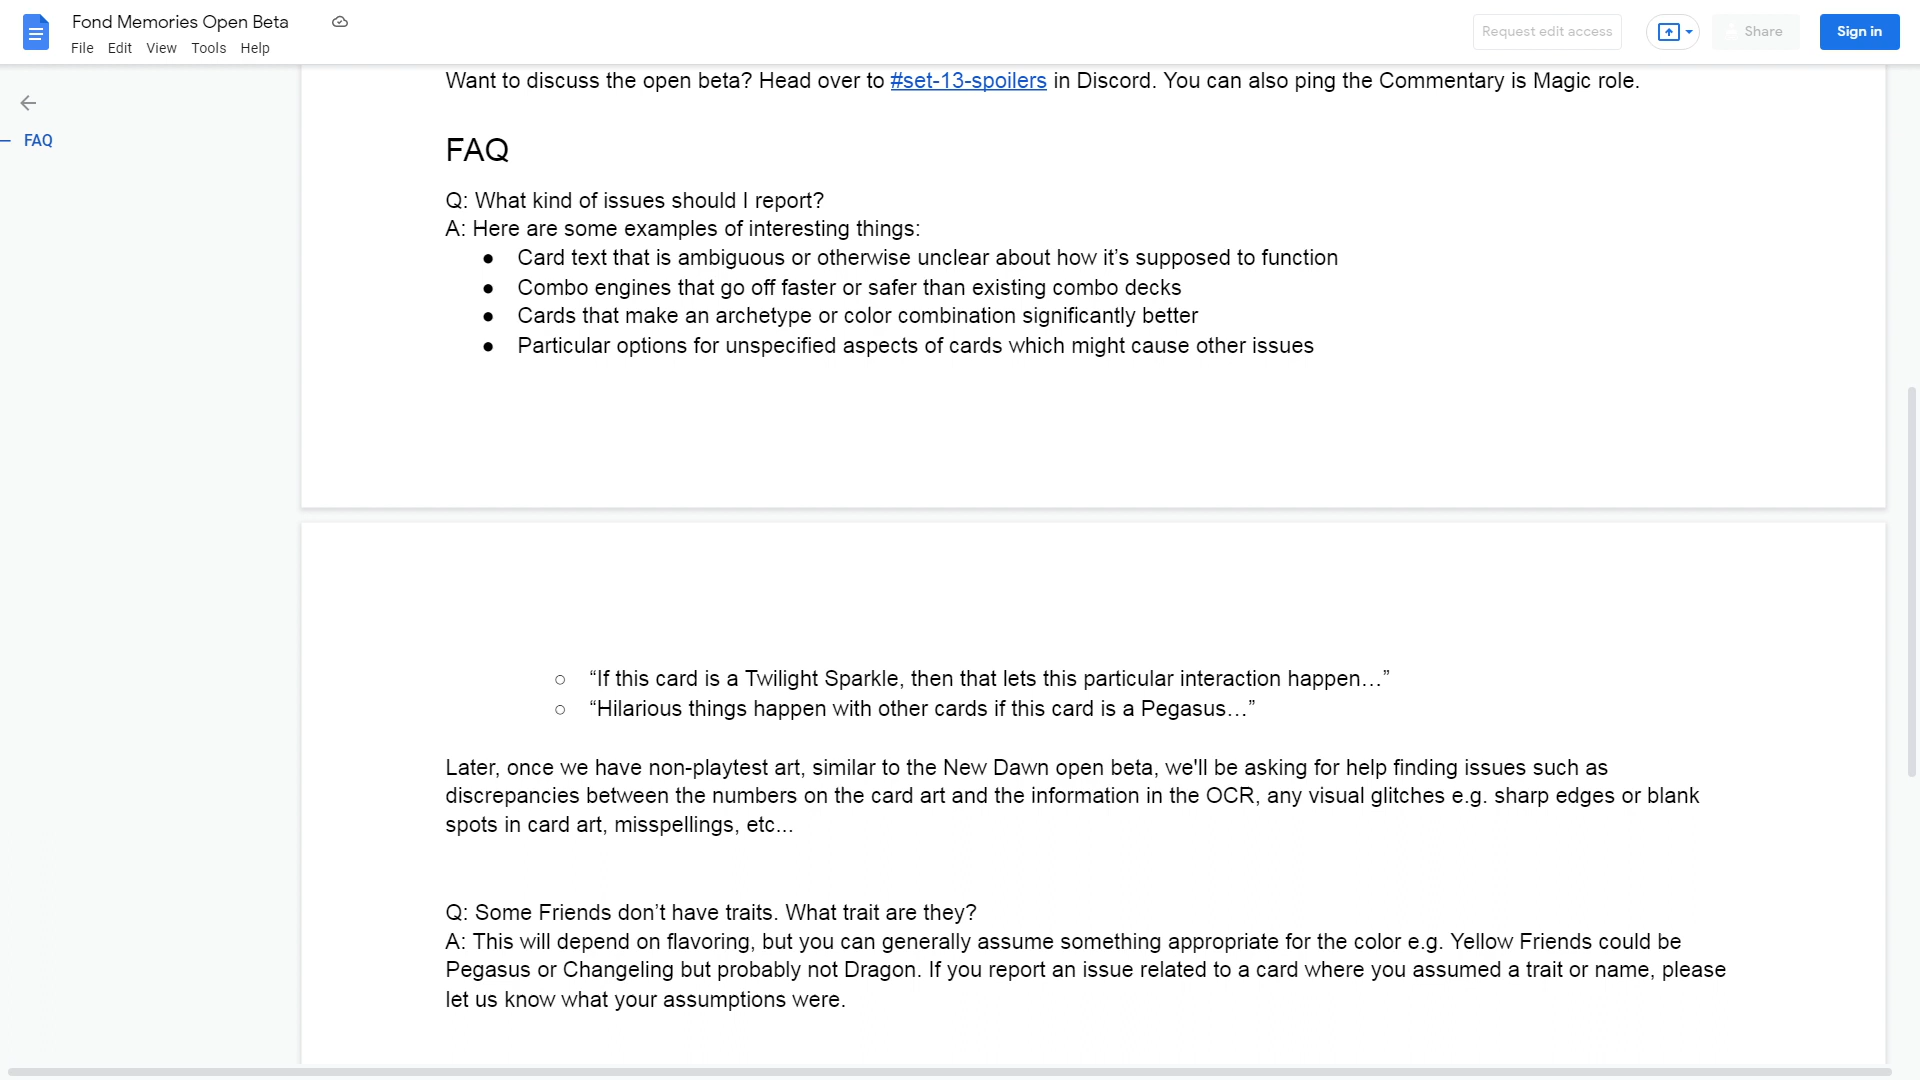 Fond Memories Open Beta
File Edit View Tools Help
Request edit access
Share
Sign in
FAQ
Want to discuss the open beta? Head over to #set-13-spoilers in Discord. You can also ping the Commentary is Magic role.
FAQ
Q: What kind of issues should I report?
A: Here are some examples of interesting things:
● Card text that is ambiguous or otherwise unclear about how it’s supposed to function
● Combo engines that go off faster or safer than existing combo decks
● Cards that make an archetype or color combination significantly better
● Particular options for unspecified aspects of cards which might cause other issues
○ “If this card is a Twilight Sparkle, then that lets this particular interaction happen…”
○ “Hilarious things happen with other cards if this card is a Pegasus…”
Later, once we have non-playtest art, similar to the New Dawn open beta, we'll be asking for help finding issues such as
discrepancies between the numbers on the card art and the information in the OCR, any visual glitches e.g. sharp edges or blank
spots in card art, misspellings, etc...
Q: Some Friends don’t have traits. What trait are they?
A: This will depend on flavoring, but you can generally assume something appropriate for the color e.g. Yellow Friends could be
Pegasus or Changeling but probably not Dragon. If you report an issue related to a card where you assumed a trait or name, please
let us know what your assumptions were.